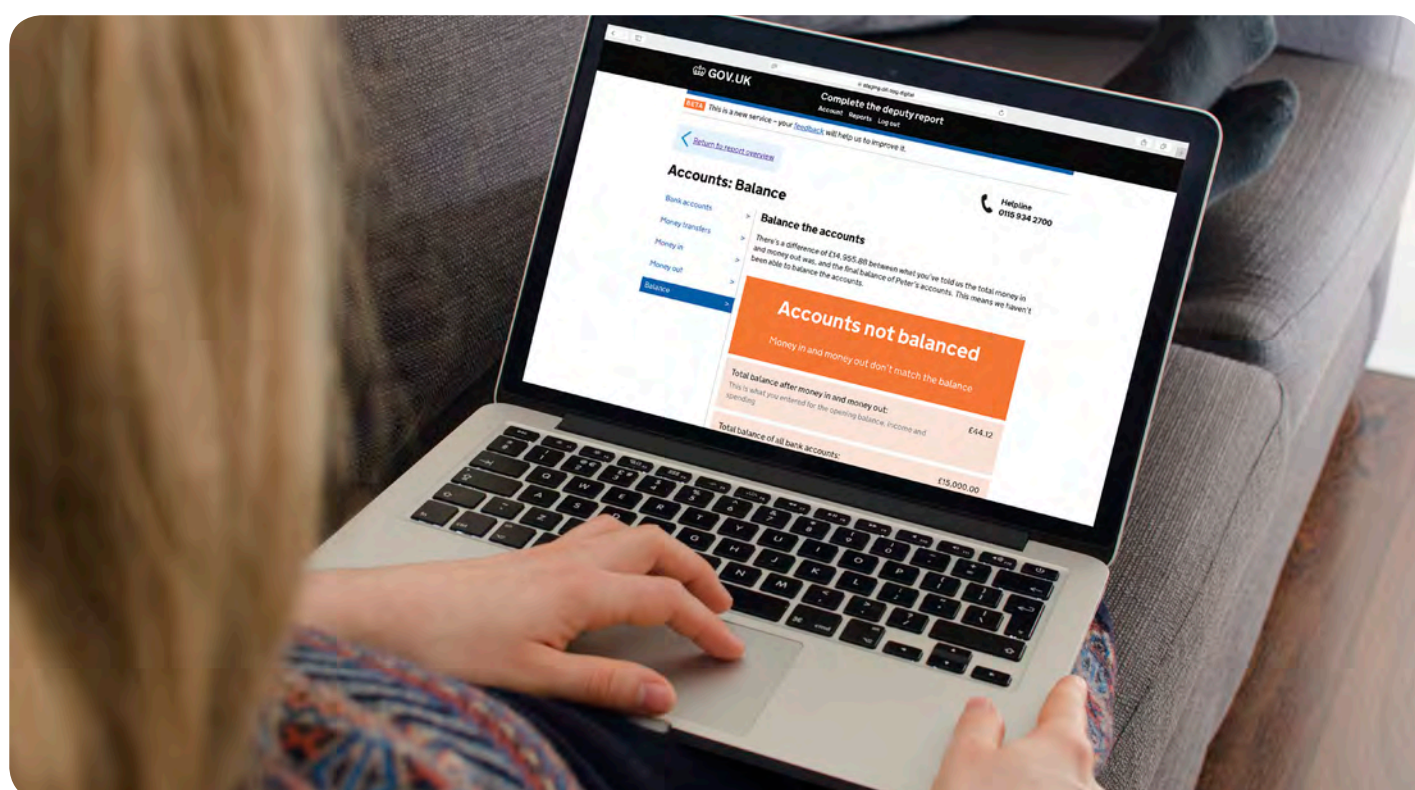 GOV.UK
Complete the deputy report
Account Reports Log out
BETA This is a new service – your feedback will help us to improve it.
Return to report overview
Accounts: Balance
Helpline
0115 934 2700
Bank accounts >
Money transfers >
Money in >
Money out >
Balance >
Balance the accounts
There's a difference of £14,955.88 between what you've told us the total money in
and money out was, and the final balance of Peter's accounts. This means we haven't
been able to balance the accounts.
Accounts not balanced
Money in and money out don't match the balance
Total balance after money in and money out:
This is what you entered for the opening balance, income and
spending
£44.12
Total balance of all bank accounts:
£15,000.00
Q W E R T Y U I O P
A S D F G H J K L
Z N M